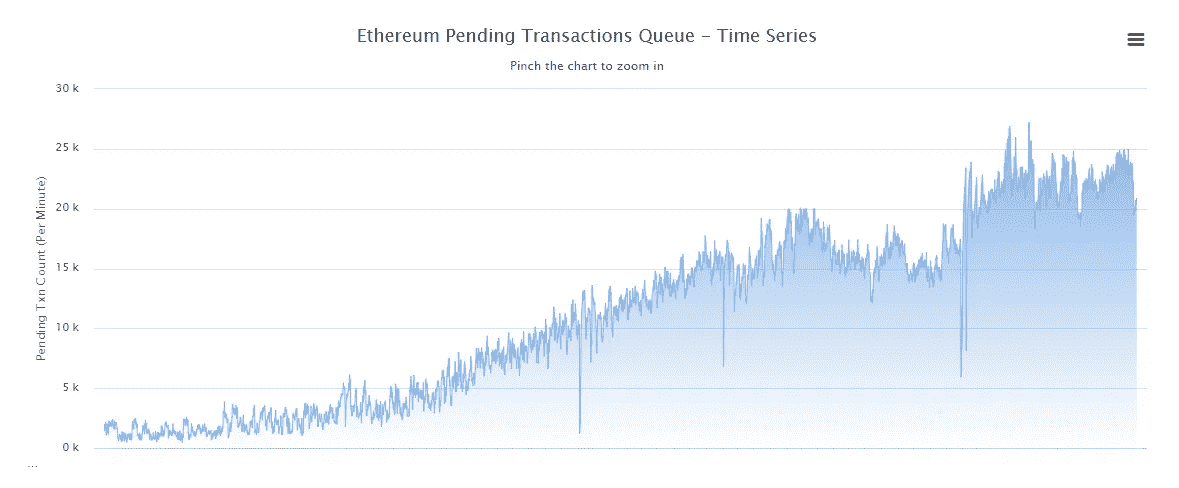 Ethereum Pending Transactions Queue - Time Series
Pinch the chart to zoom in
Pending Txn Count (Per Minute)
30 k
25 k
20 k
15 k
10 k
5 k
0 k
...